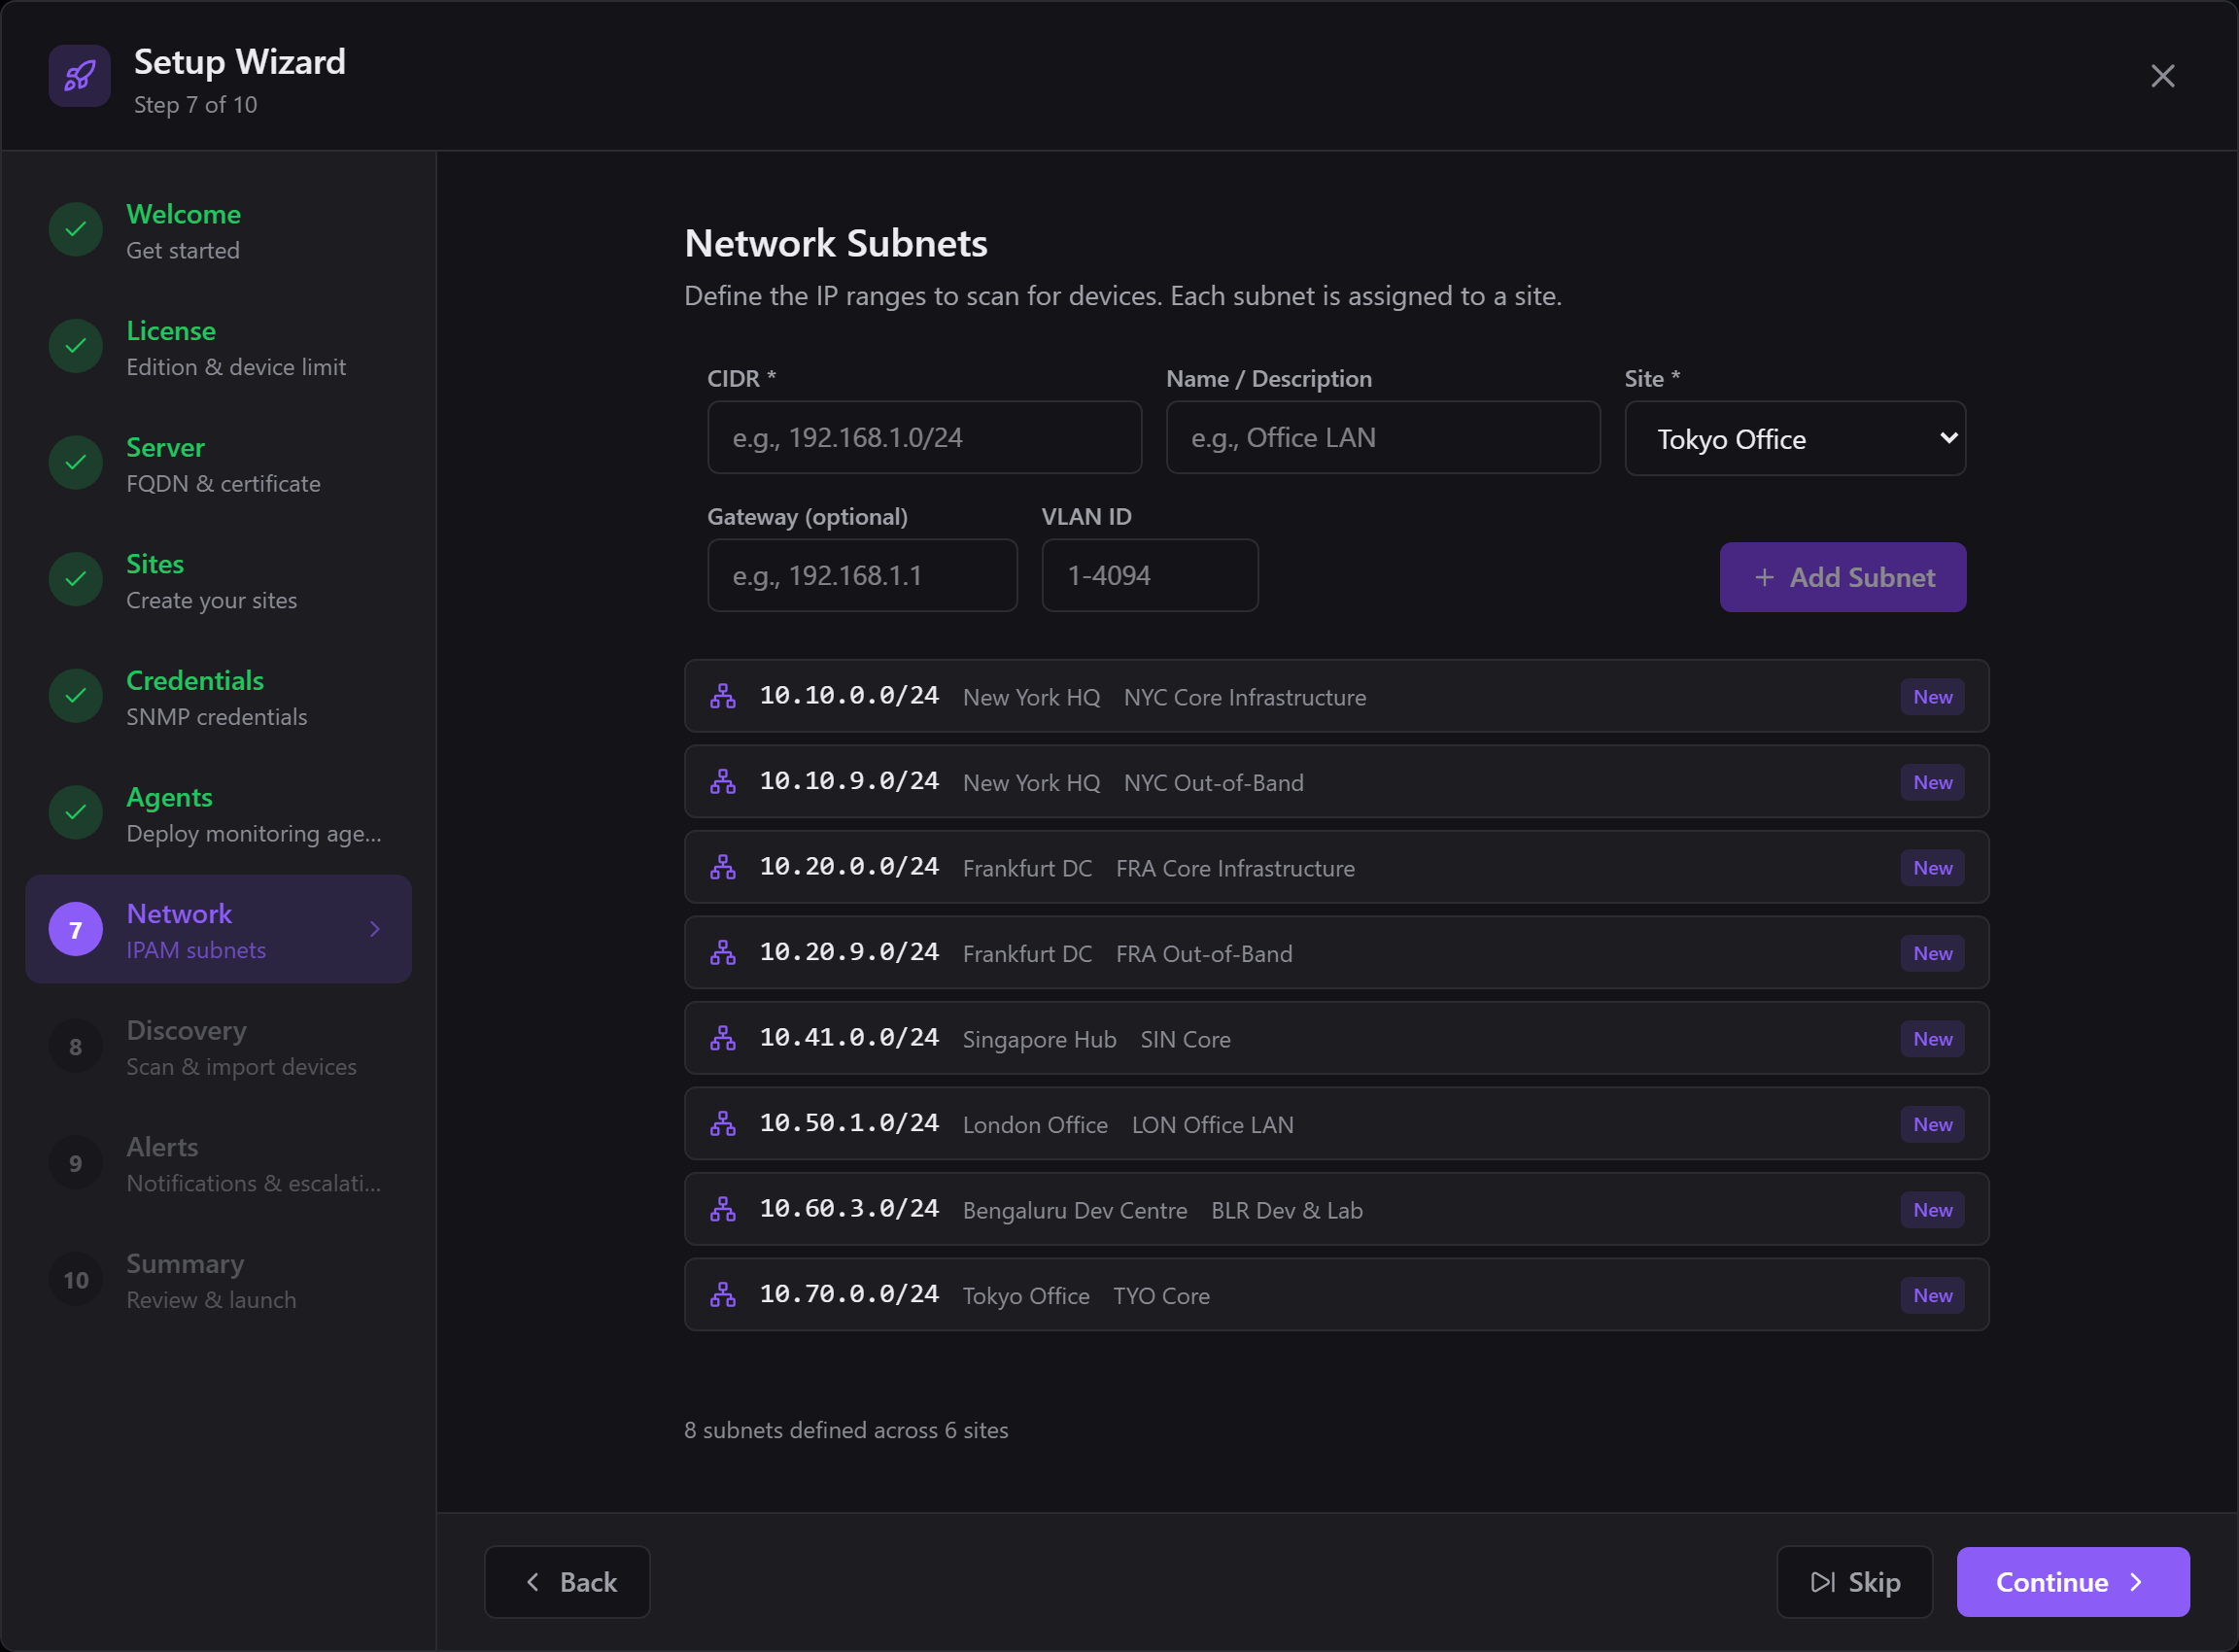 Setup Wizard
Step 7 of 10
Welcome
Get started
License
Edition & device limit
Server
FQDN & certificate
Sites
Create your sites
Credentials
SNMP credentials
Agents
Deploy monitoring age...
7
Network
IPAM subnets
8
Discovery
Scan & import devices
9
Alerts
Notifications & escalati...
10
Summary
Review & launch
Network Subnets
Define the IP ranges to scan for devices. Each subnet is assigned to a site.
CIDR * Name / Description Site *
e.g., 192.168.1.0/24 e.g., Office LAN Tokyo Office
Gateway (optional) VLAN ID
e.g., 192.168.1.1 1-4094 + Add Subnet
10.10.0.0/24 New York HQ NYC Core Infrastructure New
10.10.9.0/24 New York HQ NYC Out-of-Band New
10.20.0.0/24 Frankfurt DC FRA Core Infrastructure New
10.20.9.0/24 Frankfurt DC FRA Out-of-Band New
10.41.0.0/24 Singapore Hub SIN Core New
10.50.1.0/24 London Office LON Office LAN New
10.60.3.0/24 Bengaluru Dev Centre BLR Dev & Lab New
10.70.0.0/24 Tokyo Office TYO Core New
8 subnets defined across 6 sites
Back Skip Continue